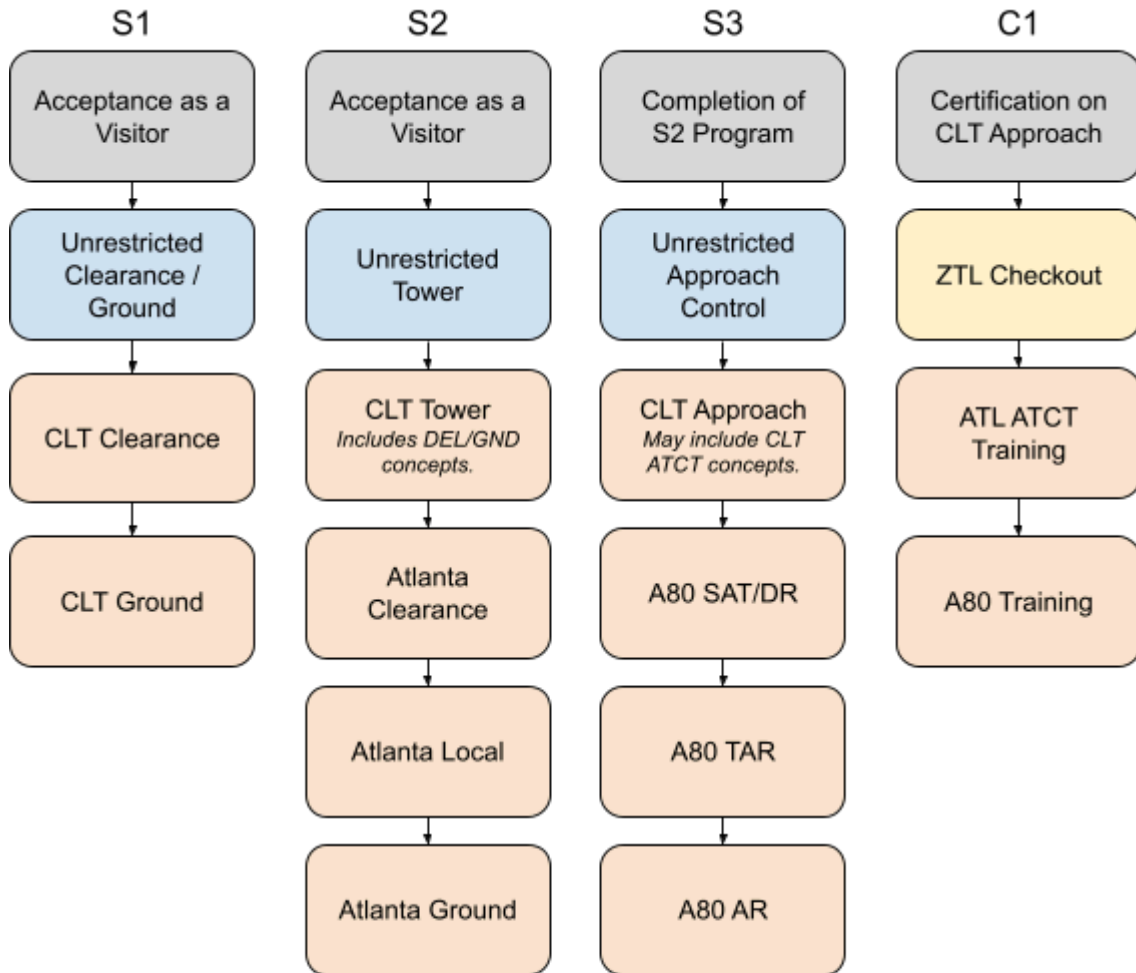 S1
S2
S3
C1
Acceptance as a
Visitor
Acceptance as a
Visitor
Completion of
S2 Program
Certification on
CLT Approach
Unrestricted
Clearance /
Ground
Unrestricted
Tower
Unrestricted
Approach
Control
ZTL Checkout
CLT Clearance
CLT Tower
Includes DEL/GND
concepts.
CLT Approach
May include CLT
ATCT concepts.
ATL ATCT
Training
CLT Ground
Atlanta
Clearance
A80 SAT/DR
A80 Training
Atlanta Local
A80 TAR
Atlanta Ground
A80 AR